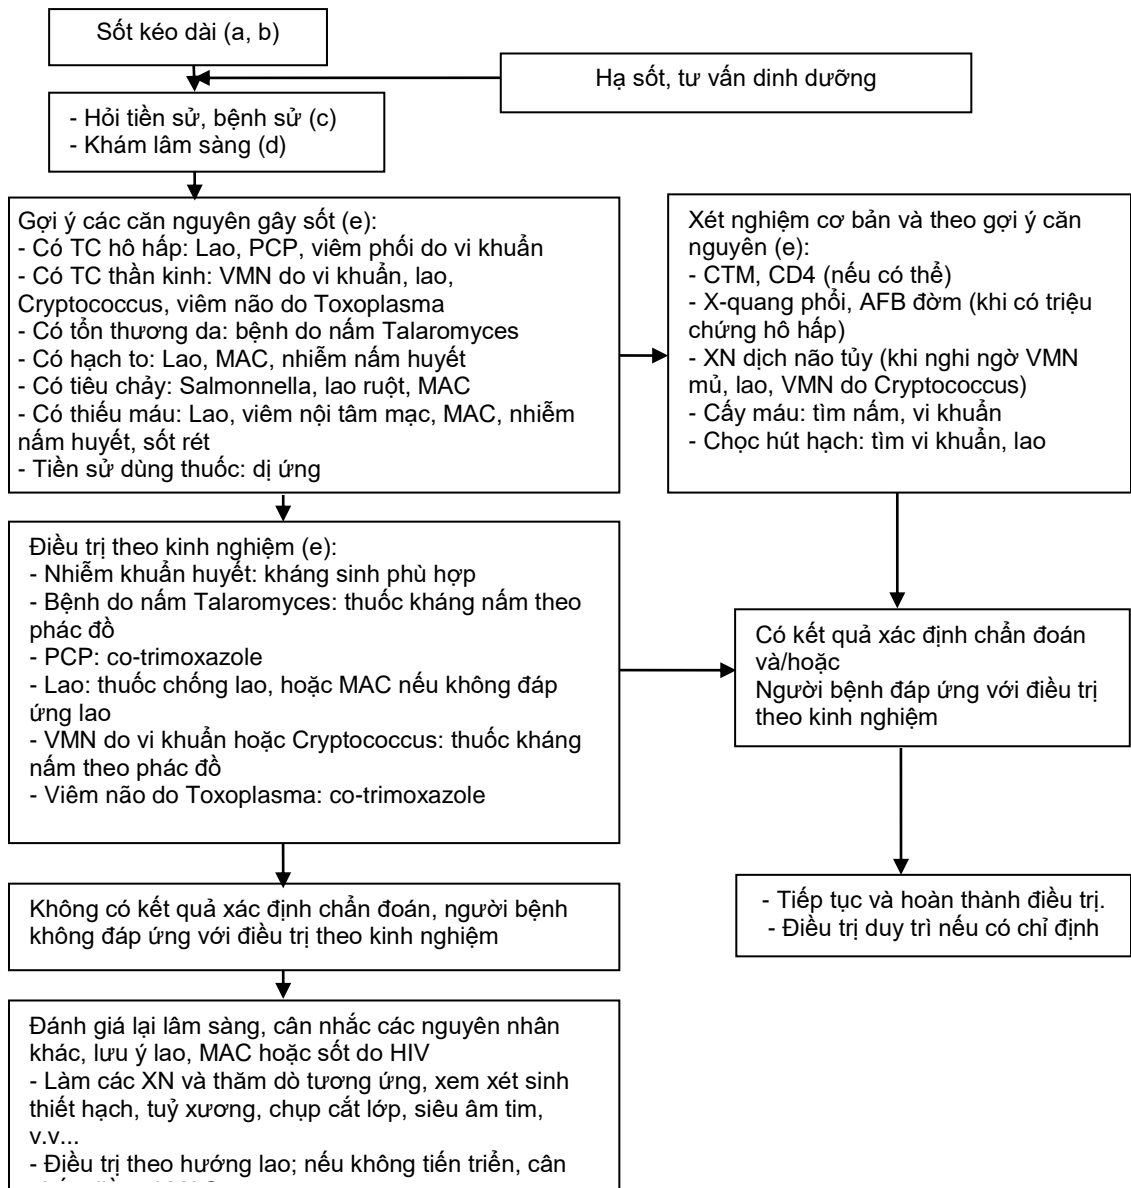 Sốt kéo dài (a, b)
Hạ sốt, tư vấn dinh dưỡng
- Hỏi tiền sử, bệnh sử (c)
- Khám lâm sàng (d)
Gợi ý các căn nguyên gây sốt (e):
- Có TC hô hấp: Lao, PCP, viêm phổi do vi khuẩn
- Có TC thần kinh: VMN do vi khuẩn, lao,
Cryptococcus, viêm não do Toxoplasma
- Có tổn thương da: bệnh do nấm Talaromyces
- Có hạch to: Lao, MAC, nhiễm nấm huyết
- Có tiêu chảy: Salmonnella, lao ruột, MAC
- Có thiếu máu: Lao, viêm nội tâm mạc, MAC, nhiễm
nấm huyết, sốt rét
- Tiền sử dùng thuốc: dị ứng
Xét nghiệm cơ bản và theo gợi ý căn
nguyên (e):
- CTM, CD4 (nếu có thể)
- X-quang phổi, AFB đờm (khi có triệu
chứng hô hấp)
- XN dịch não tủy (khi nghi ngờ VMN
mủ, lao, VMN do Cryptococcus)
- Cấy máu: tìm nấm, vi khuẩn
- Chọc hút hạch: tìm vi khuẩn, lao
Điều trị theo kinh nghiệm (e):
- Nhiễm khuẩn huyết: kháng sinh phù hợp
- Bệnh do nấm Talaromyces: thuốc kháng nấm theo
phác đồ
- PCP: co-trimoxazole
- Lao: thuốc chống lao, hoặc MAC nếu không đáp
ứng lao
- VMN do vi khuẩn hoặc Cryptococcus: thuốc kháng
nấm theo phác đồ
- Viêm não do Toxoplasma: co-trimoxazole
Có kết quả xác định chẩn đoán
và/hoặc
Người bệnh đáp ứng với điều trị
theo kinh nghiệm
Không có kết quả xác định chẩn đoán, người bệnh
không đáp ứng với điều trị theo kinh nghiệm
- Tiếp tục và hoàn thành điều trị.
- Điều trị duy trì nếu có chỉ định
Đánh giá lại lâm sàng, cân nhắc các nguyên nhân
khác, lưu ý lao, MAC hoặc sốt do HIV
- Làm các XN và thăm dò tương ứng, xem xét sinh
thiết hạch, tuỷ xương, chụp cắt lớp, siêu âm tim,
v.v...
- Điều trị theo hướng lao; nếu không tiến triển, cân